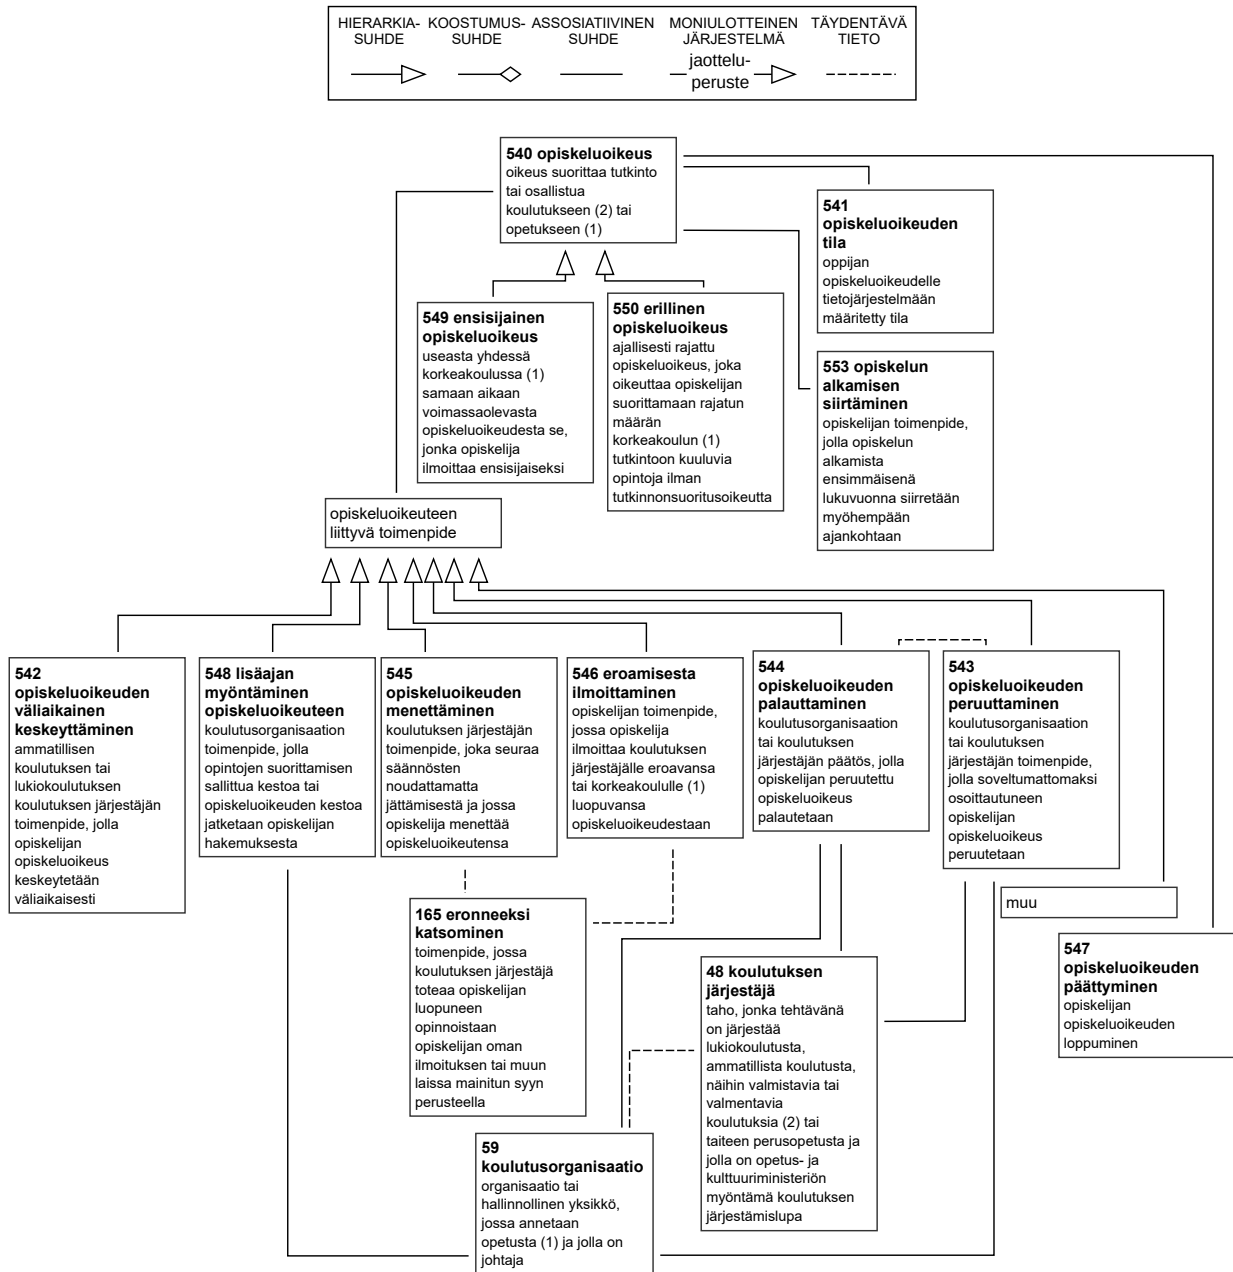 HIERARKIA-
SUHDE
KOOSTUMUS-
SUHDE
ASSOSIATIIVINEN
SUHDE
MONIULOTTEINEN
JÄRJESTELMÄ
jaottelu-
peruste
TÄYDENTÄVÄ
TIETO
540 opiskeluoikeus
oikeus suorittaa tutkinto
tai osallistua
koulutukseen (2) tai
opetukseen (1)
541
opiskeluoikeuden
tila
oppijan
opiskeluoikeudelle
tietojärjestelmään
määritetty tila
549 ensisijainen
opiskeluoikeus
useasta yhdessä
korkeakoulussa (1)
samaan aikaan
voimassaolevasta
opiskeluoikeudesta se,
jonka opiskelija
ilmoittaa ensisijaiseksi
550 erillinen
opiskeluoikeus
ajallisesti rajattu
opiskeluoikeus, joka
oikeuttaa opiskelijan
suorittamaan rajatun
määrän
korkeakoulun (1)
tutkintoon kuuluvia
opintoja ilman
tutkinnonsuoritusoikeutta
553 opiskelun
alkamisen
siirtäminen
opiskelijan toimenpide,
jolla opiskelun
alkamista
ensimmäisenä
lukuvuonna siirretään
myöhempään
ajankohtaan
opiskeluoikeuteen
liittyvä toimenpide
542
opiskeluoikeuden
väliaikainen
keskeyttäminen
ammatillisen
koulutuksen tai
lukiokoulutuksen
koulutuksen järjestäjän
toimenpide, jolla
opiskelijan
opiskeluoikeus
keskeytetään
väliaikaisesti
548 lisäajan
myöntäminen
opiskeluoikeuteen
koulutusorganisaation
toimenpide, jolla
opintojen suorittamisen
sallittua kestoa tai
opiskeluoikeuden kestoa
jatketaan opiskelijan
hakemuksesta
545
opiskeluoikeuden
menettäminen
koulutuksen järjestäjän
toimenpide, joka seuraa
säännösten
noudattamatta
jättämisestä ja jossa
opiskelija menettää
opiskeluoikeutensa
546 eroamisesta
ilmoittaminen
opiskelijan toimenpide,
jossa opiskelija
ilmoittaa koulutuksen
järjestäjälle eroavansa
tai korkeakoululle (1)
luopuvansa
opiskeluoikeudestaan
544
opiskeluoikeuden
palauttaminen
koulutusorganisaation
tai koulutuksen
järjestäjän päätös, jolla
opiskelijan peruutettu
opiskeluoikeus
palautetaan
543
opiskeluoikeuden
peruuttaminen
koulutusorganisaation
tai koulutuksen
järjestäjän toimenpide,
jolla soveltumattomaksi
osoittautuneen
opiskelijan
opiskeluoikeus
peruutetaan
muu
165 eronneeksi
katsominen
toimenpide, jossa
koulutuksen järjestäjä
toteaa opiskelijan
luopuneen
opinnoistaan
opiskelijan oman
ilmoituksen tai muun
laissa mainitun syyn
perusteella
48 koulutuksen
järjestäjä
taho, jonka tehtävänä
on järjestää
lukiokoulutusta,
ammatillista koulutusta,
näihin valmistavia tai
valmentavia
koulutuksia (2) tai
taiteen perusopetusta ja
jolla on opetus- ja
kulttuuriministeriön
myöntämä koulutuksen
järjestämislupa
547
opiskeluoikeuden
päättyminen
opiskelijan
opiskeluoikeuden
loppuminen
59
koulutusorganisaatio
organisaatio tai
hallinnollinen yksikkö,
jossa annetaan
opetusta (1) ja jolla on
johtaja